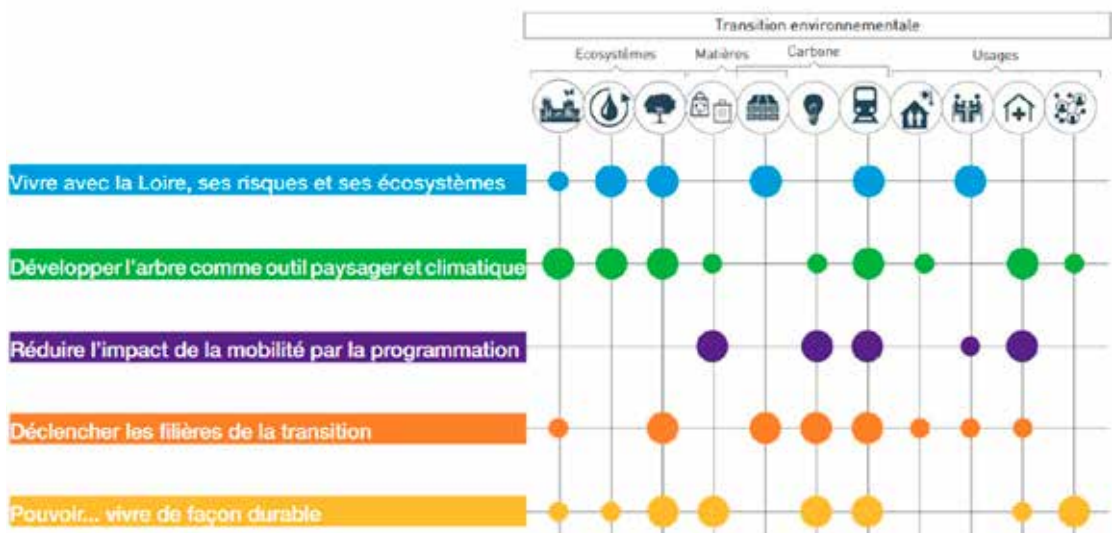 Transition environnementale
Ecosystèmes Matières Carbone Usages
Vivre avec la Loire, ses risques et ses écosystèmes
Développer l'arbre comme outil paysager et climatique
Réduire l'impact de la mobilité par la programmation
Déclencher les filières de la transition
Pouvoir... vivre de façon durable